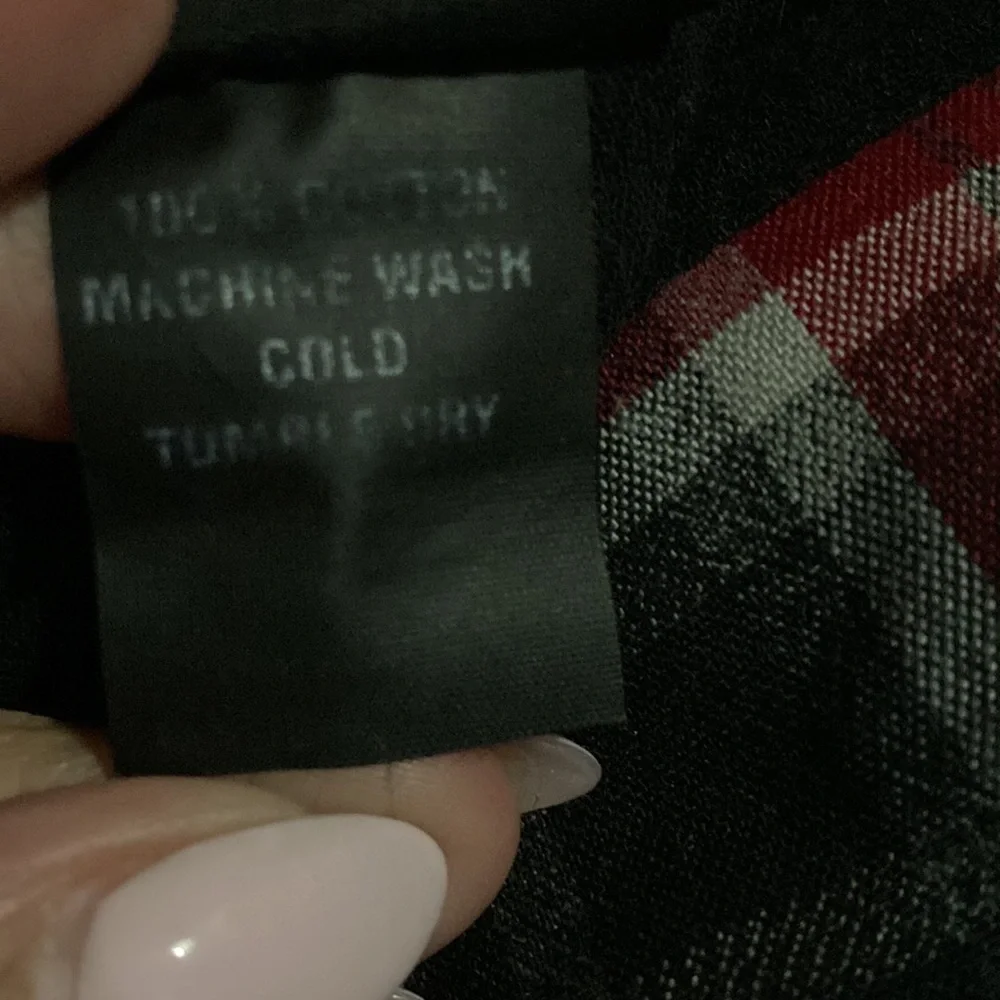 100% COTTON
MACHINE WASH
COLD
TUMBLE DRY